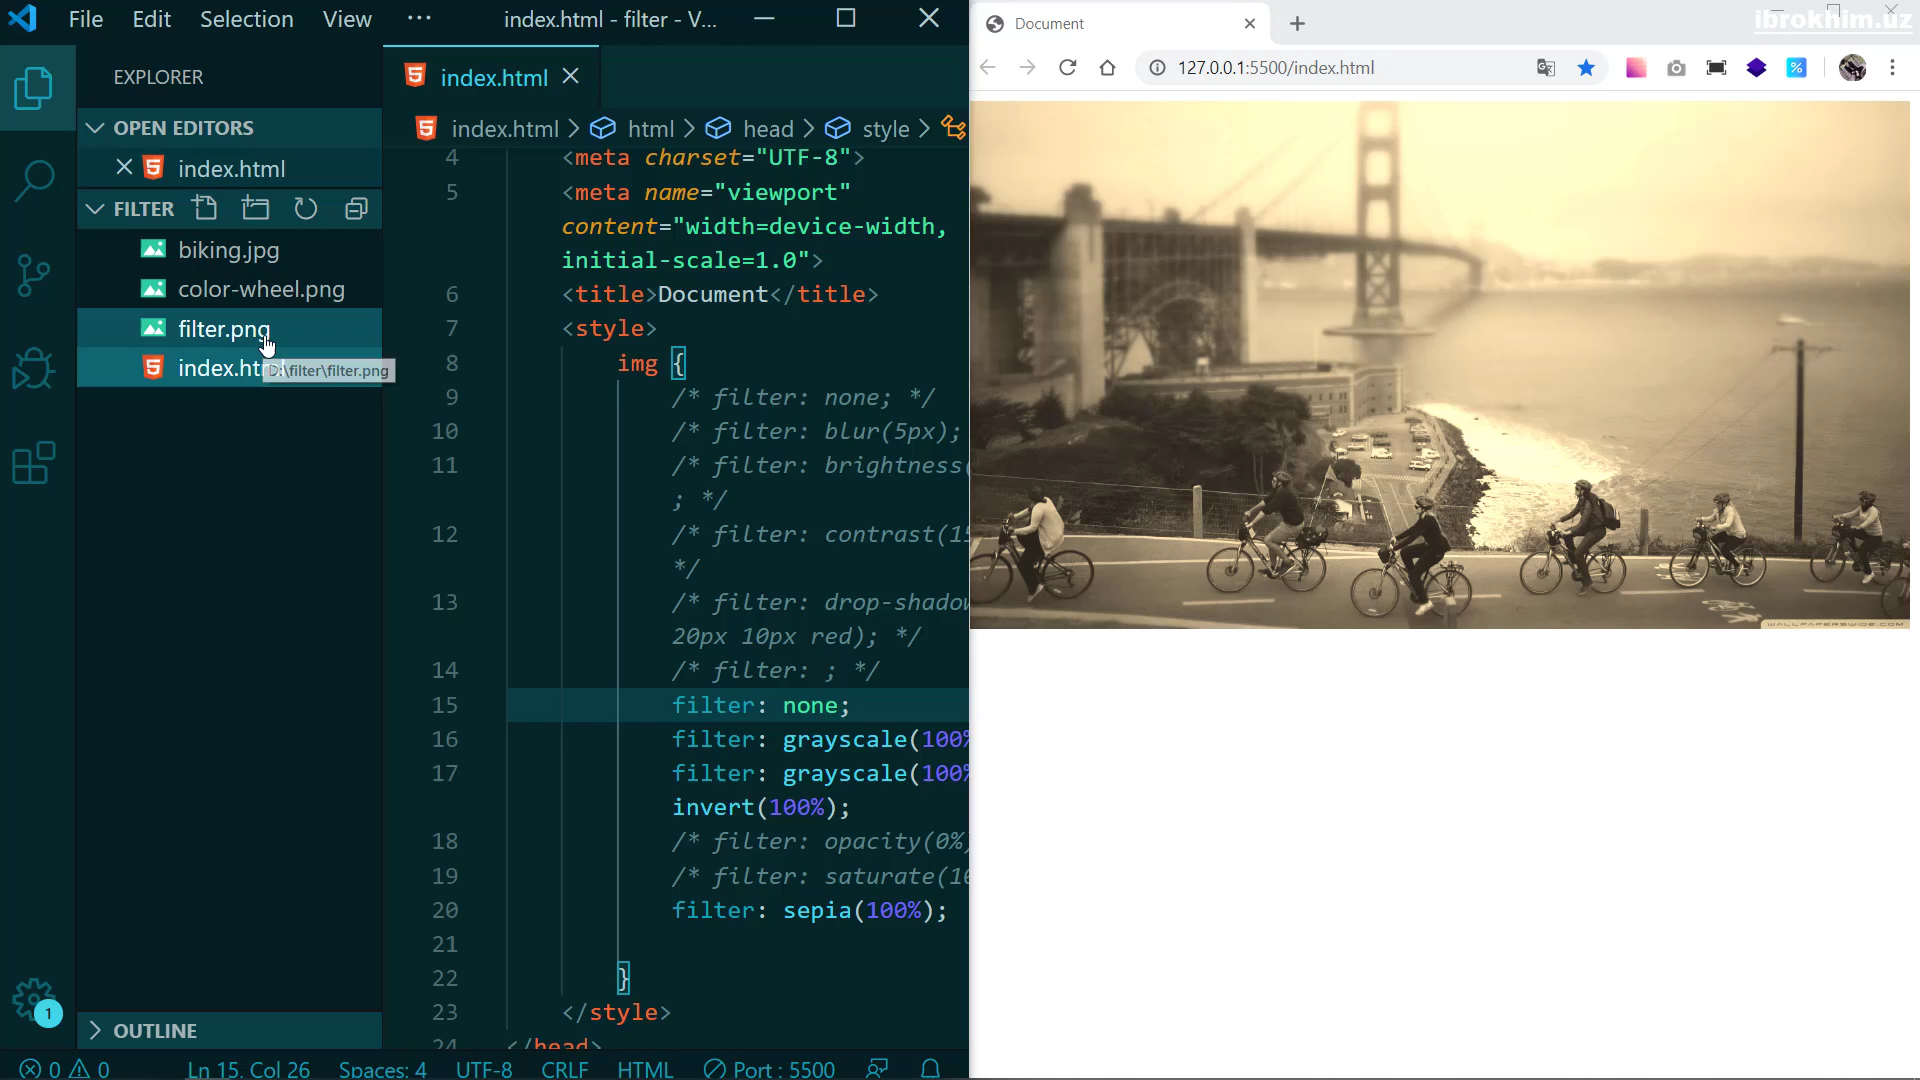 File Edit Selection View ··· index.html - filter - V...
EXPLORER
OPEN EDITORS
index.html
FILTER
biking.jpg
color-wheel.png
filter.png
index.html
D:\filter\filter.png
OUTLINE
index.html
index.html > html > head > style >
4 <meta charset="UTF-8">
5 <meta name="viewport"
content="width=device-width,
initial-scale=1.0">
6 <title>Document</title>
7 <style>
8 img {
9 /* filter: none; */
10 /* filter: blur(5px);
11 /* filter: brightness(
; */
12 /* filter: contrast(15
*/
13 /* filter: drop-shadow
20px 10px red); */
14 /* filter: ; */
15 filter: none;
16 filter: grayscale(100%
17 filter: grayscale(100%
invert(100%);
18 /* filter: opacity(0%)
19 /* filter: saturate(10
20 filter: sepia(100%);
21
22 }
23 </style>
24 </head>
0 0 Ln 15, Col 26 Spaces: 4 UTF-8 CRLF HTML Port : 5500
1
Document
ibrokhim.uz
127.0.0.1:5500/index.html
WALLPAPERSWIDE.COM